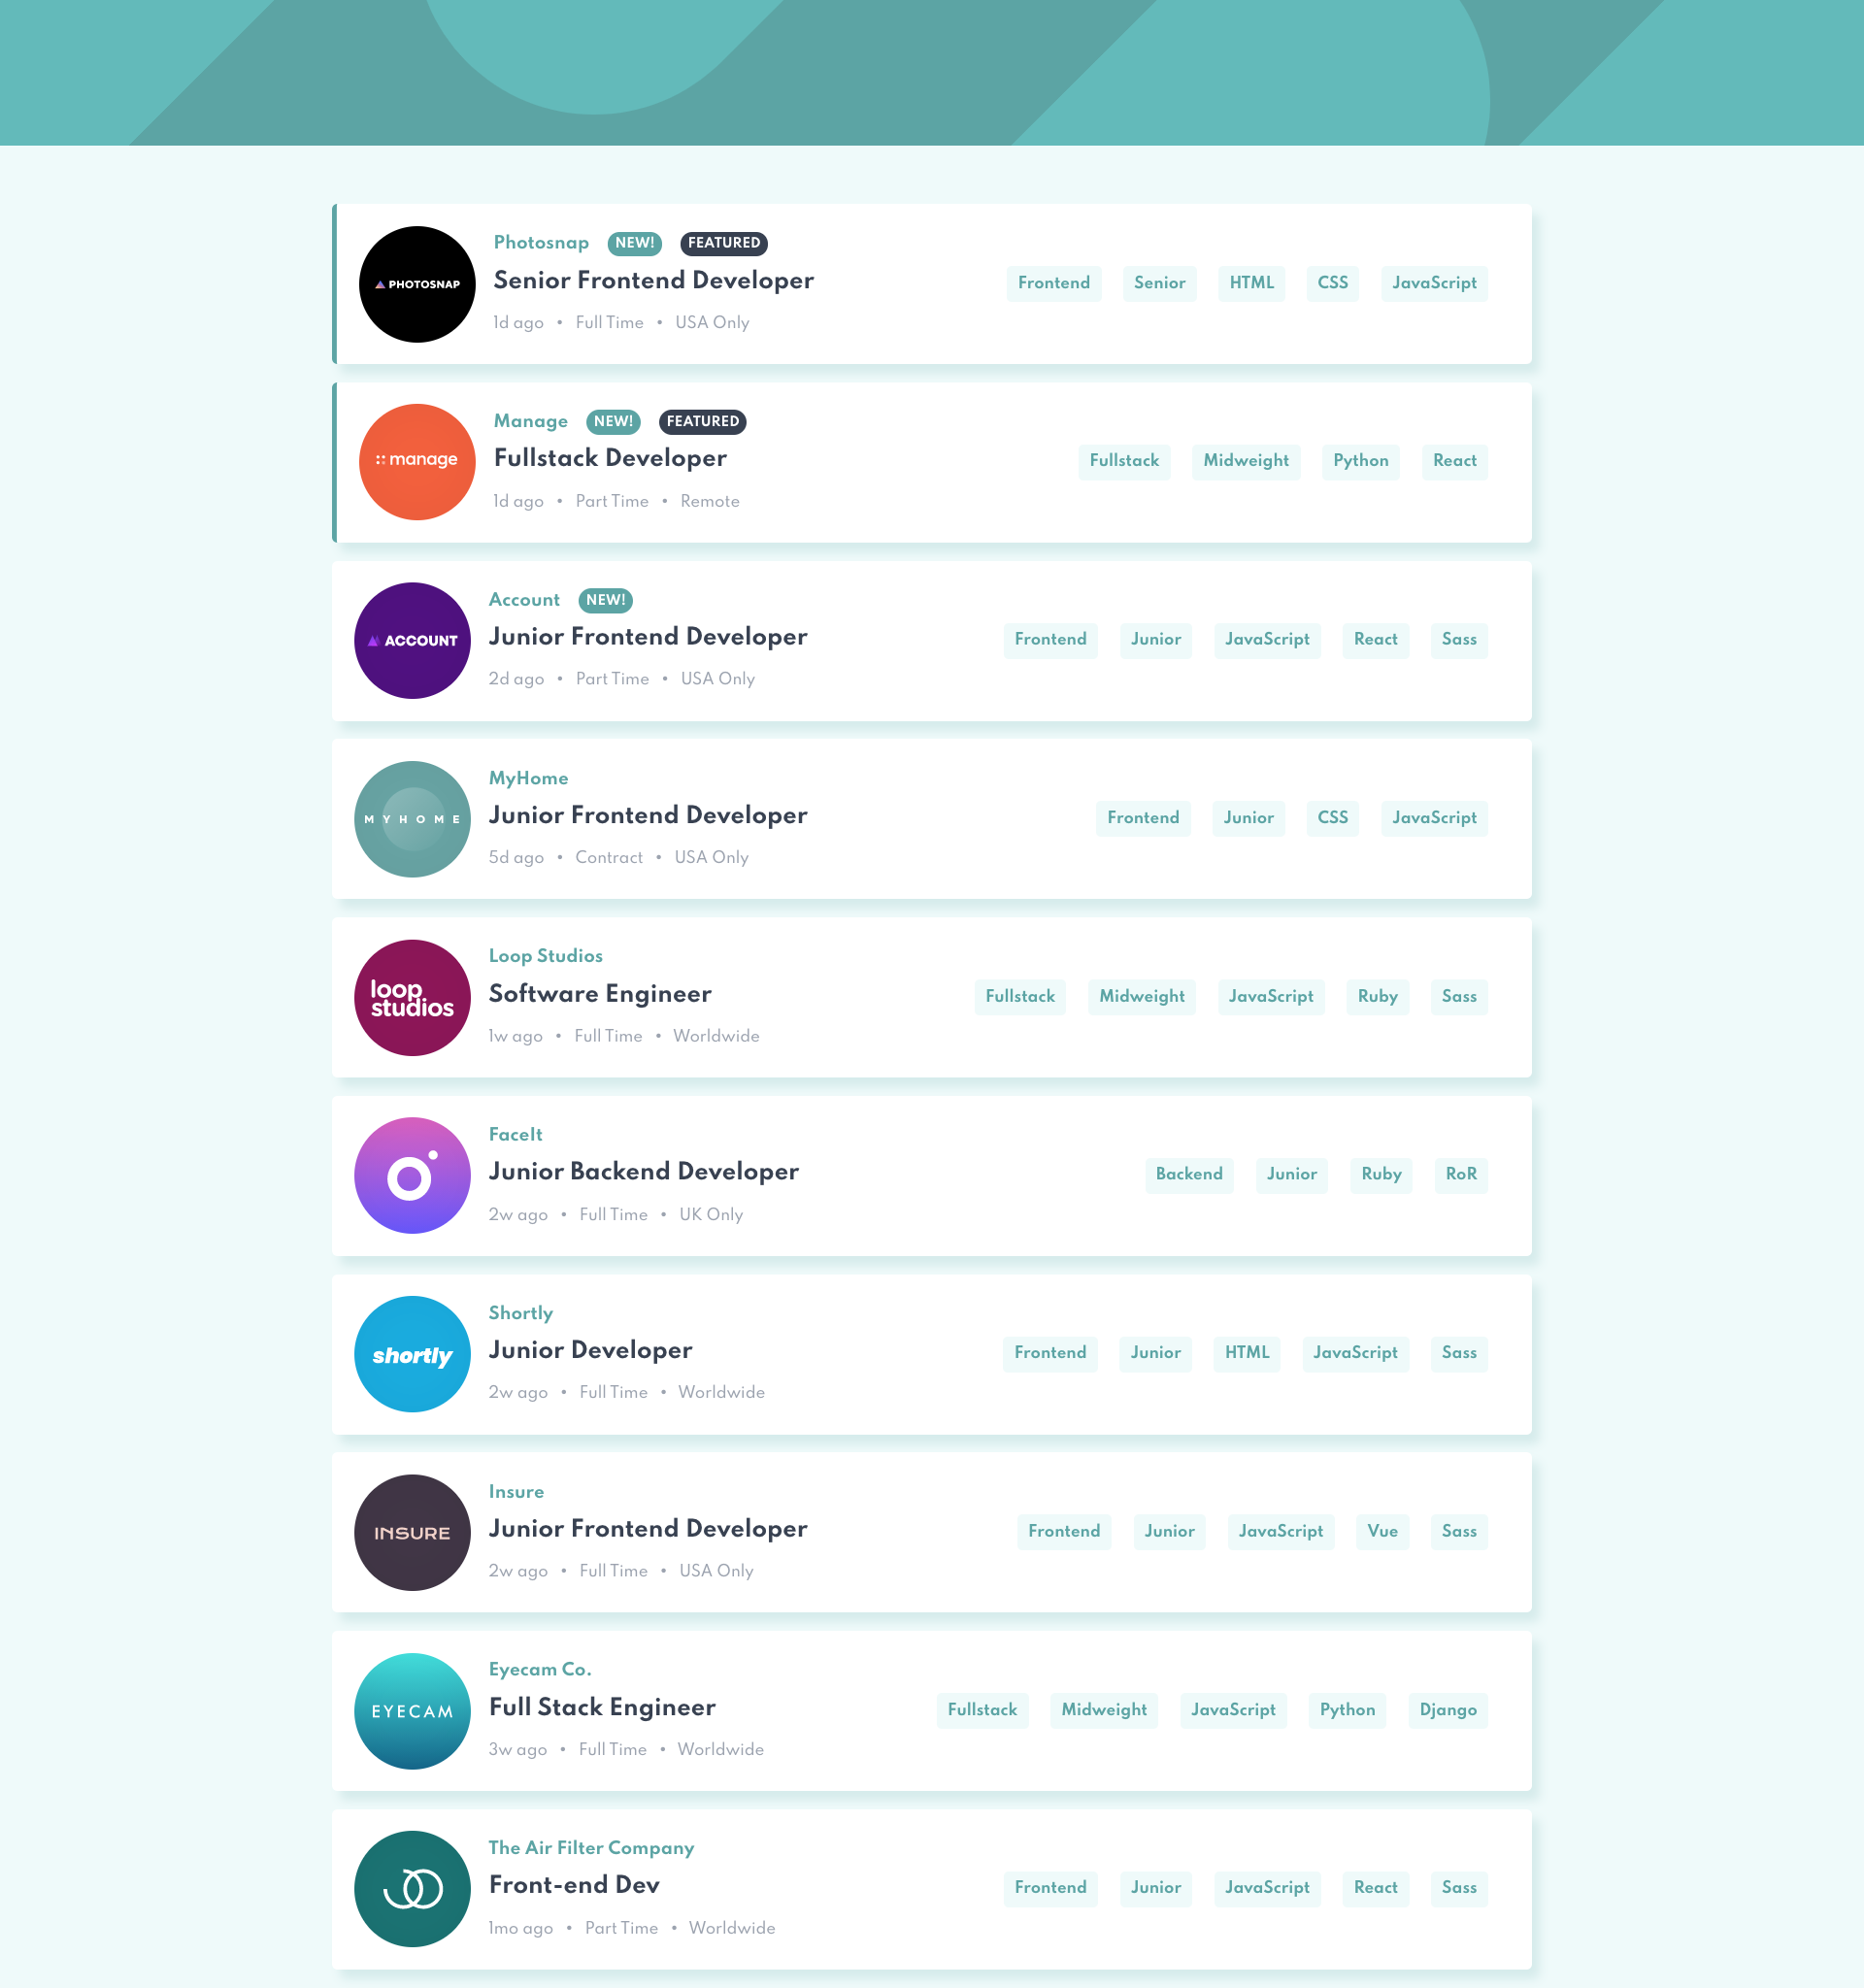 PHOTOSNAP
Photosnap NEW! FEATURED
Senior Frontend Developer
1d ago • Full Time • USA Only
Frontend Senior HTML CSS JavaScript
manage
Manage NEW! FEATURED
Fullstack Developer
1d ago • Part Time • Remote
Fullstack Midweight Python React
ACCOUNT
Account NEW!
Junior Frontend Developer
2d ago • Part Time • USA Only
Frontend Junior JavaScript React Sass
MYHOME
MyHome
Junior Frontend Developer
5d ago • Contract • USA Only
Frontend Junior CSS JavaScript
loop
studios
Loop Studios
Software Engineer
1w ago • Full Time • Worldwide
Fullstack Midweight JavaScript Ruby Sass
FaceIt
Junior Backend Developer
2w ago • Full Time • UK Only
Backend Junior Ruby RoR
shortly
Shortly
Junior Developer
2w ago • Full Time • Worldwide
Frontend Junior HTML JavaScript Sass
INSURE
Insure
Junior Frontend Developer
2w ago • Full Time • USA Only
Frontend Junior JavaScript Vue Sass
EYECAM
Eyecam Co.
Full Stack Engineer
3w ago • Full Time • Worldwide
Fullstack Midweight JavaScript Python Django
The Air Filter Company
Front-end Dev
1mo ago • Part Time • Worldwide
Frontend Junior JavaScript React Sass